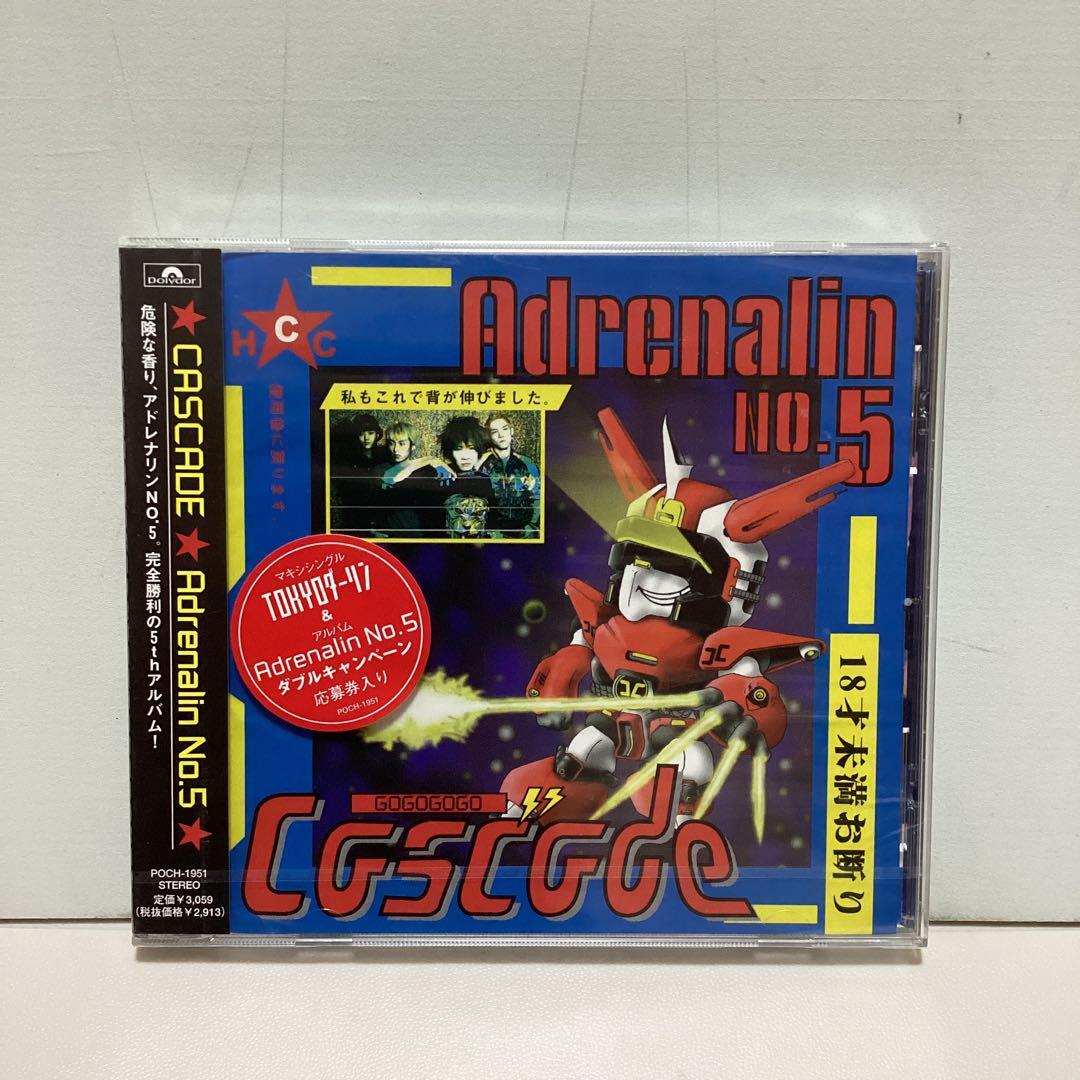 Polydor
★CASCADE★Adrenalin No.5★
危険な香り、アドレナリンNO.5。完全勝利の5thアルバム!
POCH-1951
STEREO
定価¥3,059
(税抜価格¥2,913)
HCC
Adrenalin
NO.5
私もこれで背が伸びました。
マキシシングル
TOKYOダーリン
&
アルバム
Adrenalin No.5
ダブルキャンペーン
応募券入り
POCH-1951
18才未満お断り
GOGOGOGO
Cascade